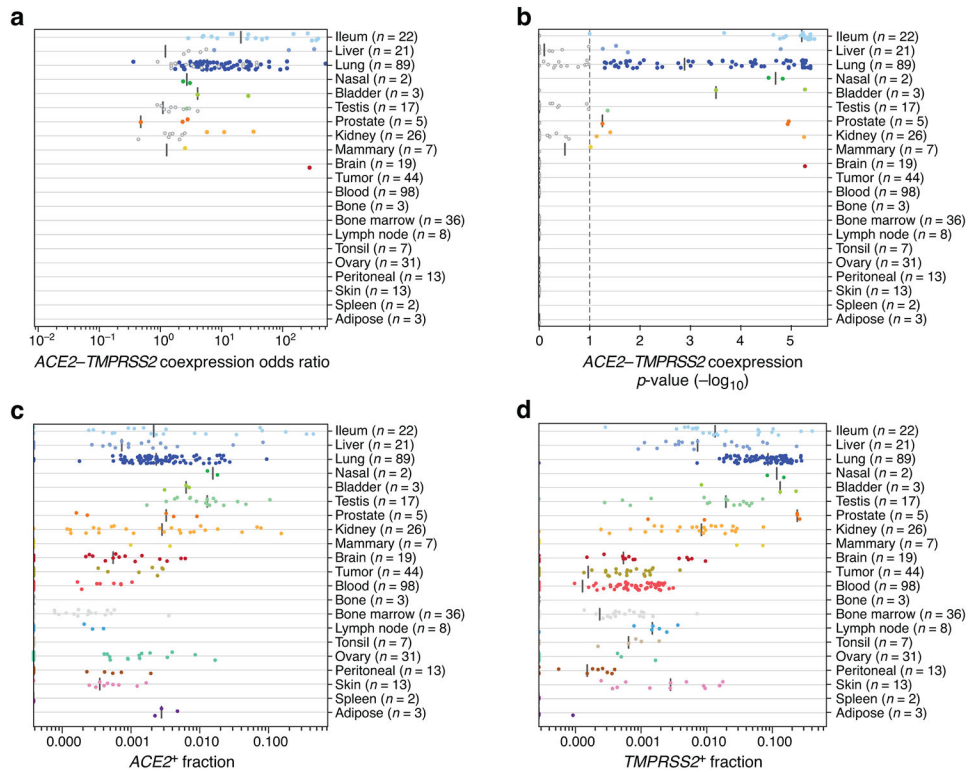 a
Ileum (n = 22)
Liver (n = 21)
Lung (n = 89)
Nasal (n = 2)
Bladder (n = 3)
Testis (n = 17)
Prostate (n = 5)
Kidney (n = 26)
Mammary (n = 7)
Brain (n = 19)
Tumor (n = 44)
Blood (n = 98)
Bone (n = 3)
Bone marrow (n = 36)
Lymph node (n = 8)
Tonsil (n = 7)
Ovary (n = 31)
Peritoneal (n = 13)
Skin (n = 13)
Spleen (n = 2)
Adipose (n = 3)
10⁻² 10⁻¹ 10⁰ 10¹ 10²
ACE2–TMPRSS2 coexpression odds ratio
b
Ileum (n = 22)
Liver (n = 21)
Lung (n = 89)
Nasal (n = 2)
Bladder (n = 3)
Testis (n = 17)
Prostate (n = 5)
Kidney (n = 26)
Mammary (n = 7)
Brain (n = 19)
Tumor (n = 44)
Blood (n = 98)
Bone (n = 3)
Bone marrow (n = 36)
Lymph node (n = 8)
Tonsil (n = 7)
Ovary (n = 31)
Peritoneal (n = 13)
Skin (n = 13)
Spleen (n = 2)
Adipose (n = 3)
0 1 2 3 4 5
ACE2–TMPRSS2 coexpression
p-value (–log₁₀)
c
Ileum (n = 22)
Liver (n = 21)
Lung (n = 89)
Nasal (n = 2)
Bladder (n = 3)
Testis (n = 17)
Prostate (n = 5)
Kidney (n = 26)
Mammary (n = 7)
Brain (n = 19)
Tumor (n = 44)
Blood (n = 98)
Bone (n = 3)
Bone marrow (n = 36)
Lymph node (n = 8)
Tonsil (n = 7)
Ovary (n = 31)
Peritoneal (n = 13)
Skin (n = 13)
Spleen (n = 2)
Adipose (n = 3)
0.000 0.001 0.010 0.100
ACE2⁺ fraction
d
Ileum (n = 22)
Liver (n = 21)
Lung (n = 89)
Nasal (n = 2)
Bladder (n = 3)
Testis (n = 17)
Prostate (n = 5)
Kidney (n = 26)
Mammary (n = 7)
Brain (n = 19)
Tumor (n = 44)
Blood (n = 98)
Bone (n = 3)
Bone marrow (n = 36)
Lymph node (n = 8)
Tonsil (n = 7)
Ovary (n = 31)
Peritoneal (n = 13)
Skin (n = 13)
Spleen (n = 2)
Adipose (n = 3)
0.000 0.001 0.010 0.100
TMPRSS2⁺ fraction